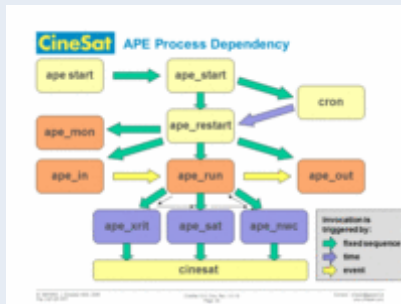 CineSat APE Process Dependency
ape start
ape_start
cron
ape_restart
ape_mon
ape_in
ape_run
ape_out
ape_xrit
ape_sat
ape_nwc
cinesat
Invocation is
triggered by:
fixed sequence
time
event